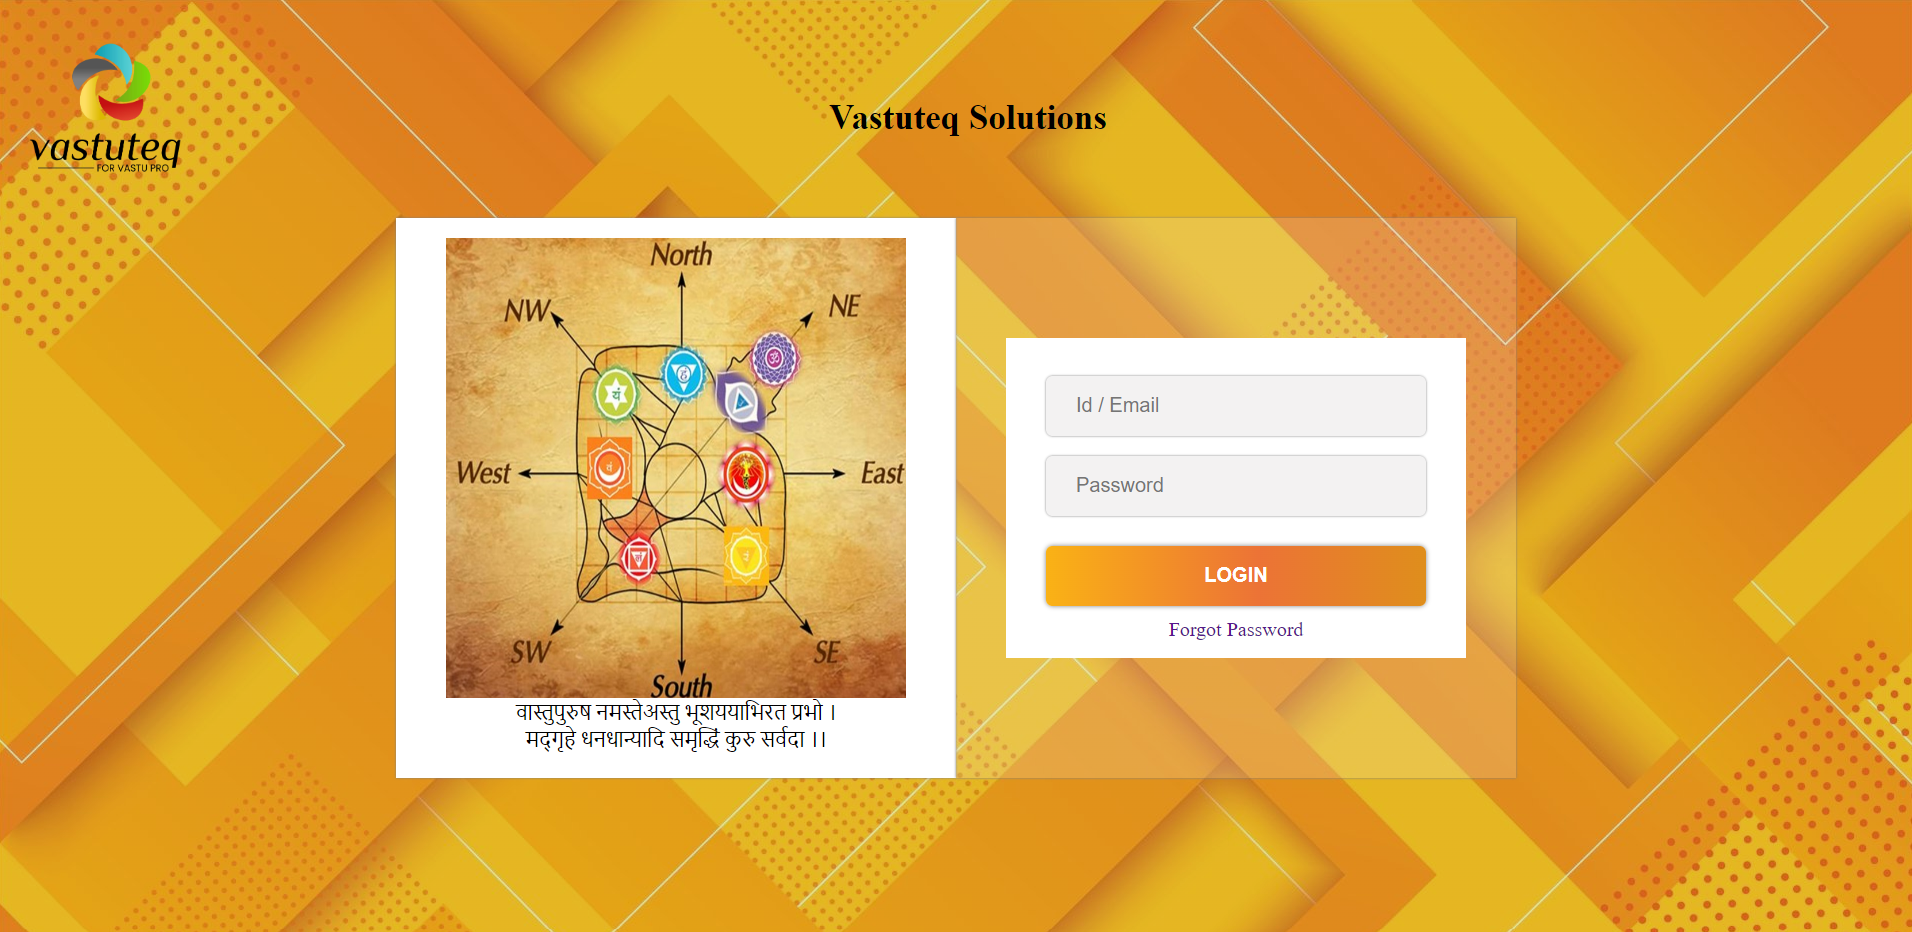 vastuteq
FOR VASTU PRO
Vastuteq Solutions
North
NW
NE
West
East
SW
SE
South
वास्तुपुरुष नमस्तेअस्तु भूशययाभिरत प्रभो ।
मद्गृहे धनधान्यादि समृद्धिं कुरु सर्वदा ।।
Id / Email
Password
LOGIN
Forgot Password